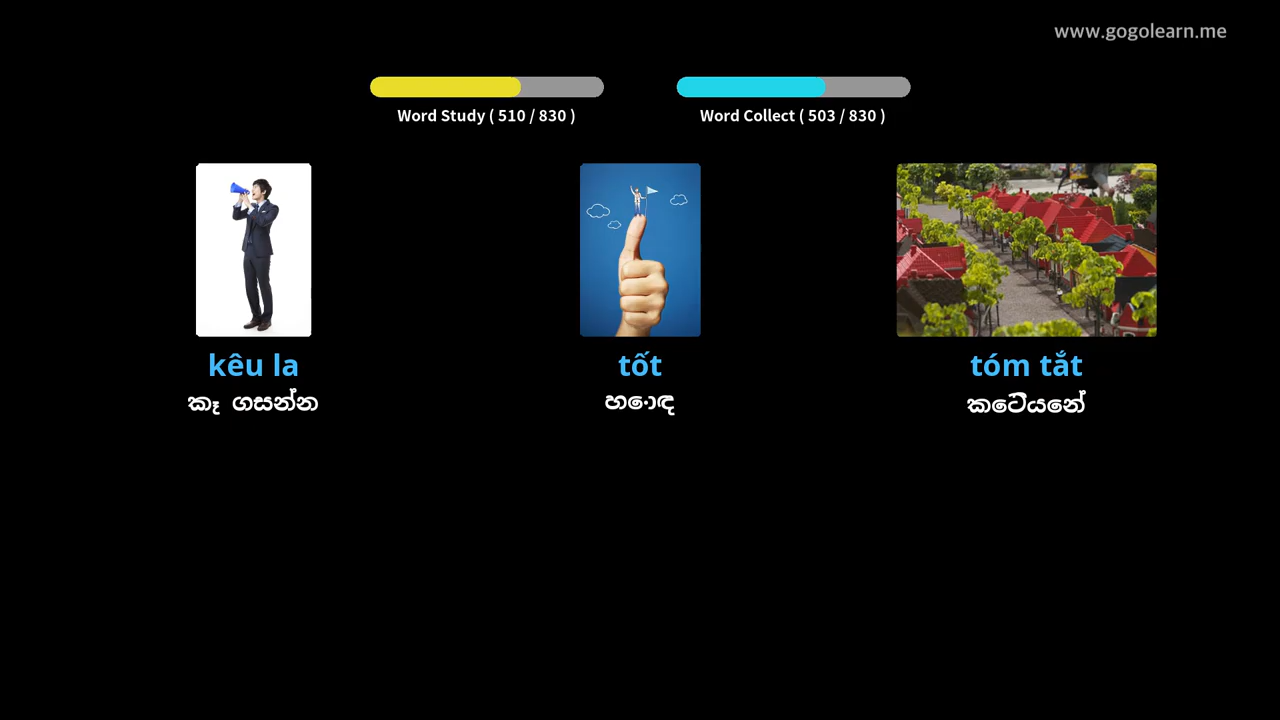 www.gogolearn.me
Word Study ( 510 / 830 )
Word Collect ( 503 / 830 )
kêu la
tốt
tóm tắt
කෑ ගසන්න
හොඳ
කටෙියනේ